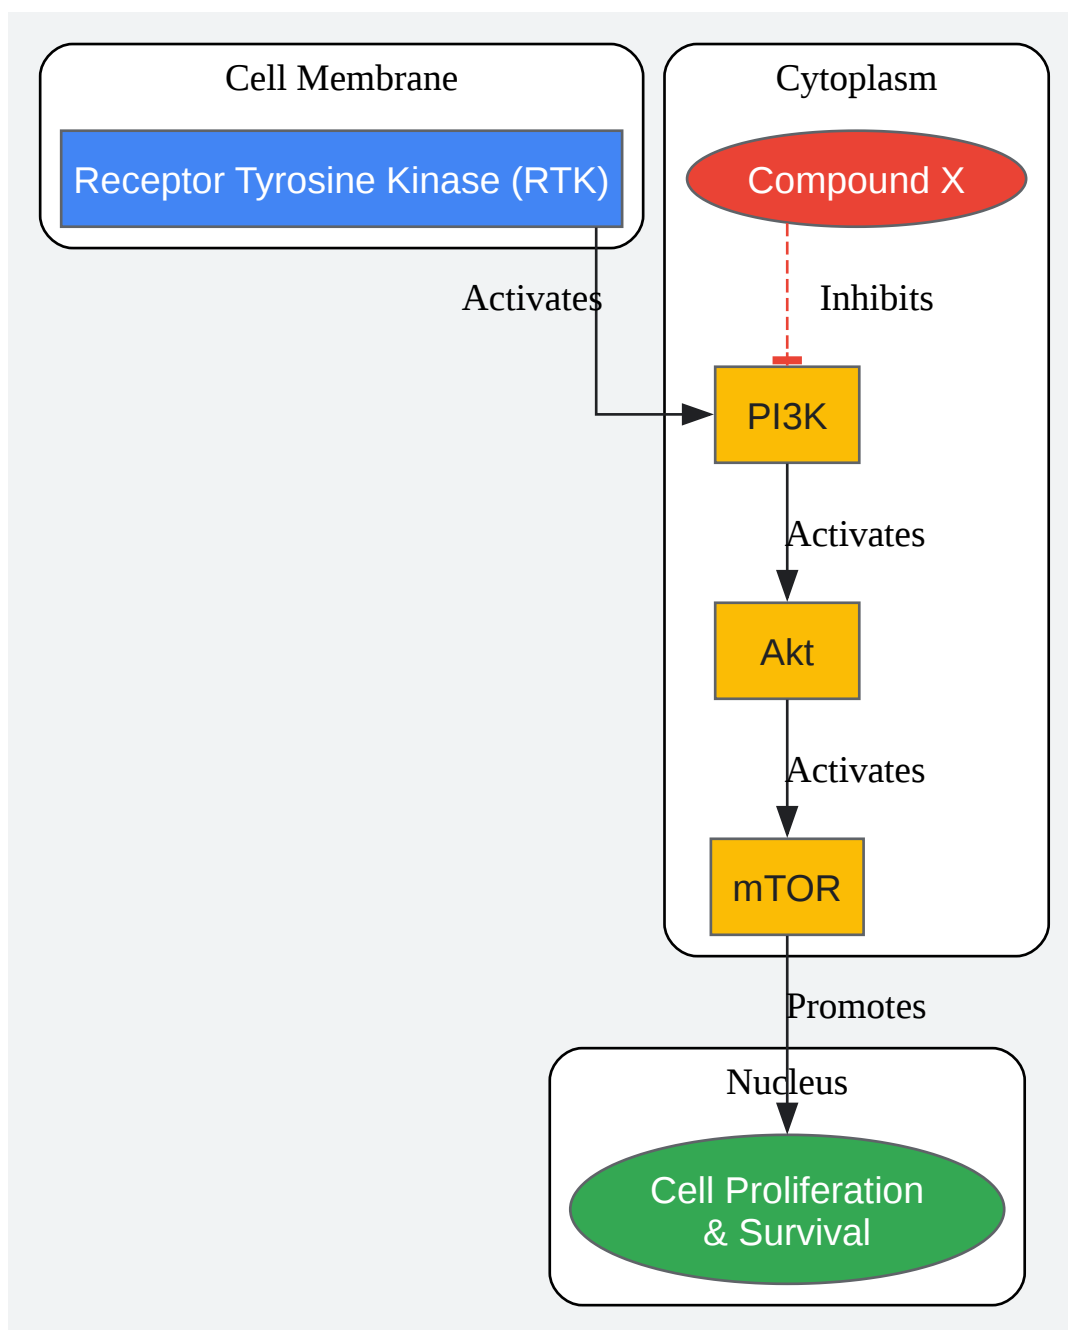 Cell Membrane
Receptor Tyrosine Kinase (RTK)
Cytoplasm
Compound X
Activates
Inhibits
PI3K
Activates
Akt
Activates
mTOR
Promotes
Nucleus
Cell Proliferation
& Survival